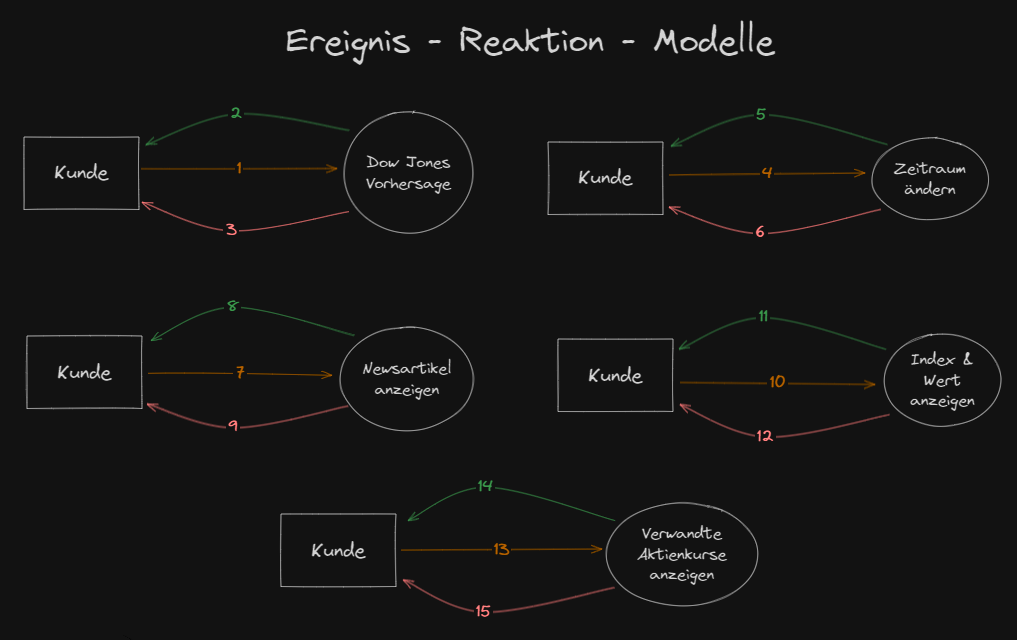 Ereignis - Reaktion - Modelle
2
Kunde
1
Dow Jones
Vorhersage
3
5
Kunde
4
Zeitraum
ändern
6
8
Kunde
7
Newsartikel
anzeigen
9
11
Kunde
10
Index &
Wert
anzeigen
12
14
Kunde
13
Verwandte
Aktienkurse
anzeigen
15